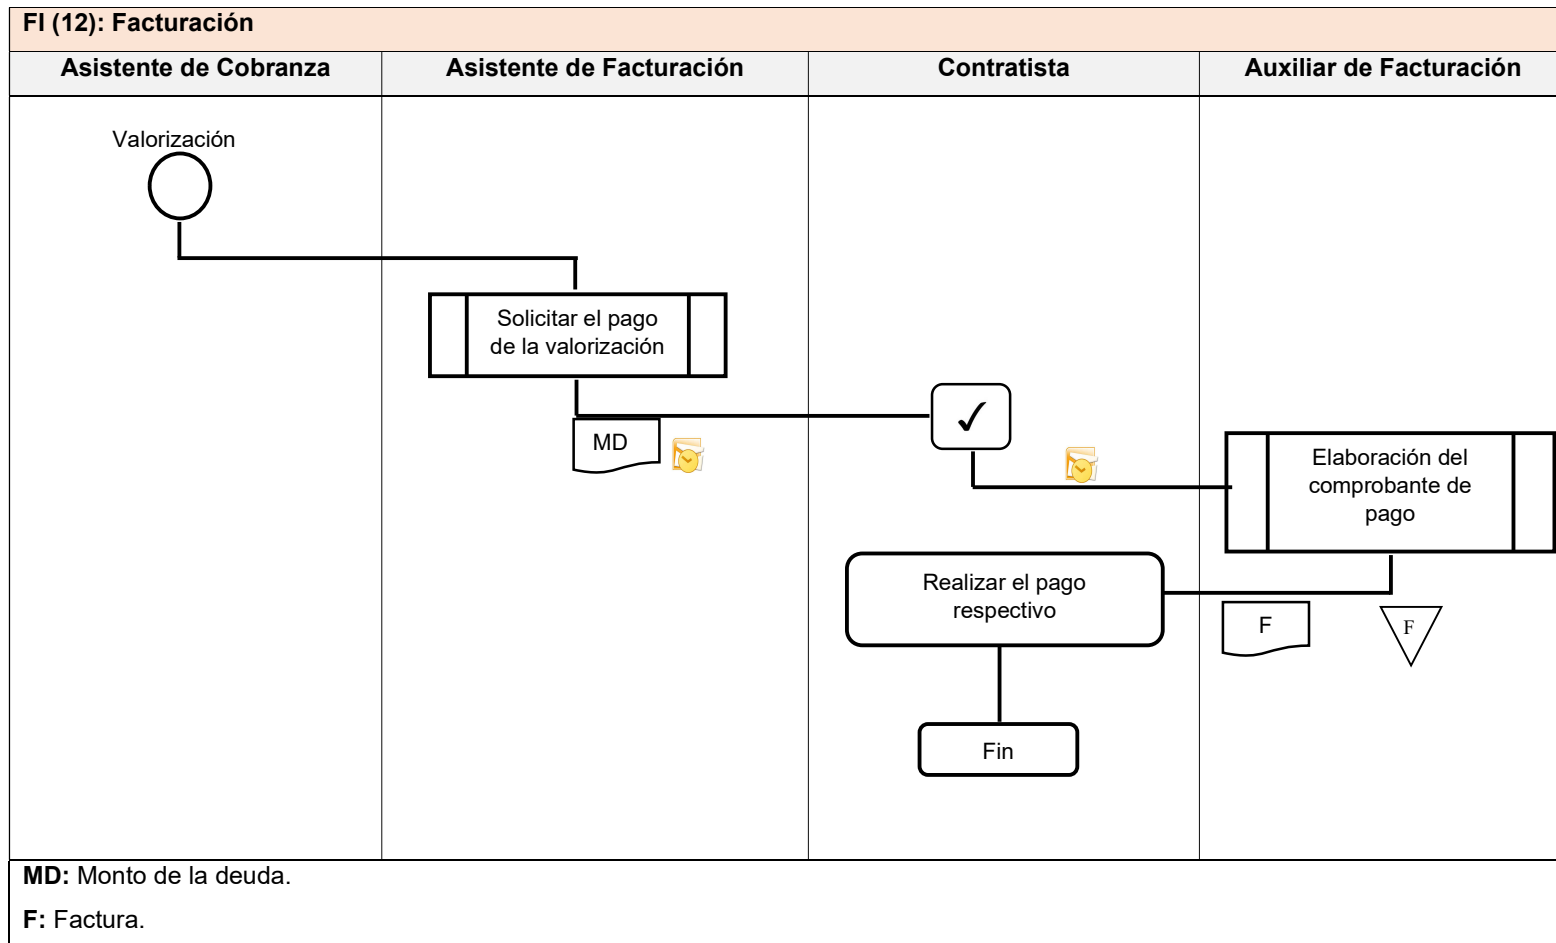 FI (12): Facturación
Asistente de Cobranza
Asistente de Facturación
Contratista
Auxiliar de Facturación
Valorización
Solicitar el pago
de la valorización
MD
✓
Elaboración del
comprobante de
pago
Realizar el pago
respectivo
F
F
Fin
MD: Monto de la deuda.
F: Factura.